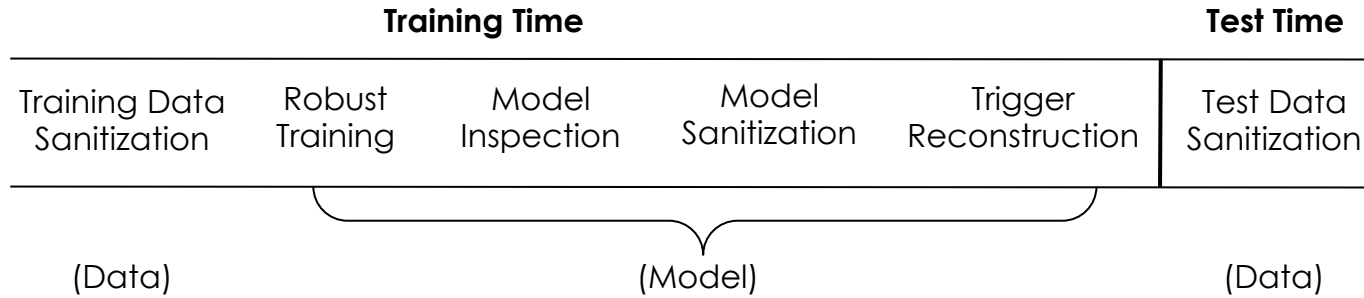 Training Time
Test Time
Training Data
Sanitization
Robust
Training
Model
Inspection
Model
Sanitization
Trigger
Reconstruction
Test Data
Sanitization
(Data)
(Model)
(Data)